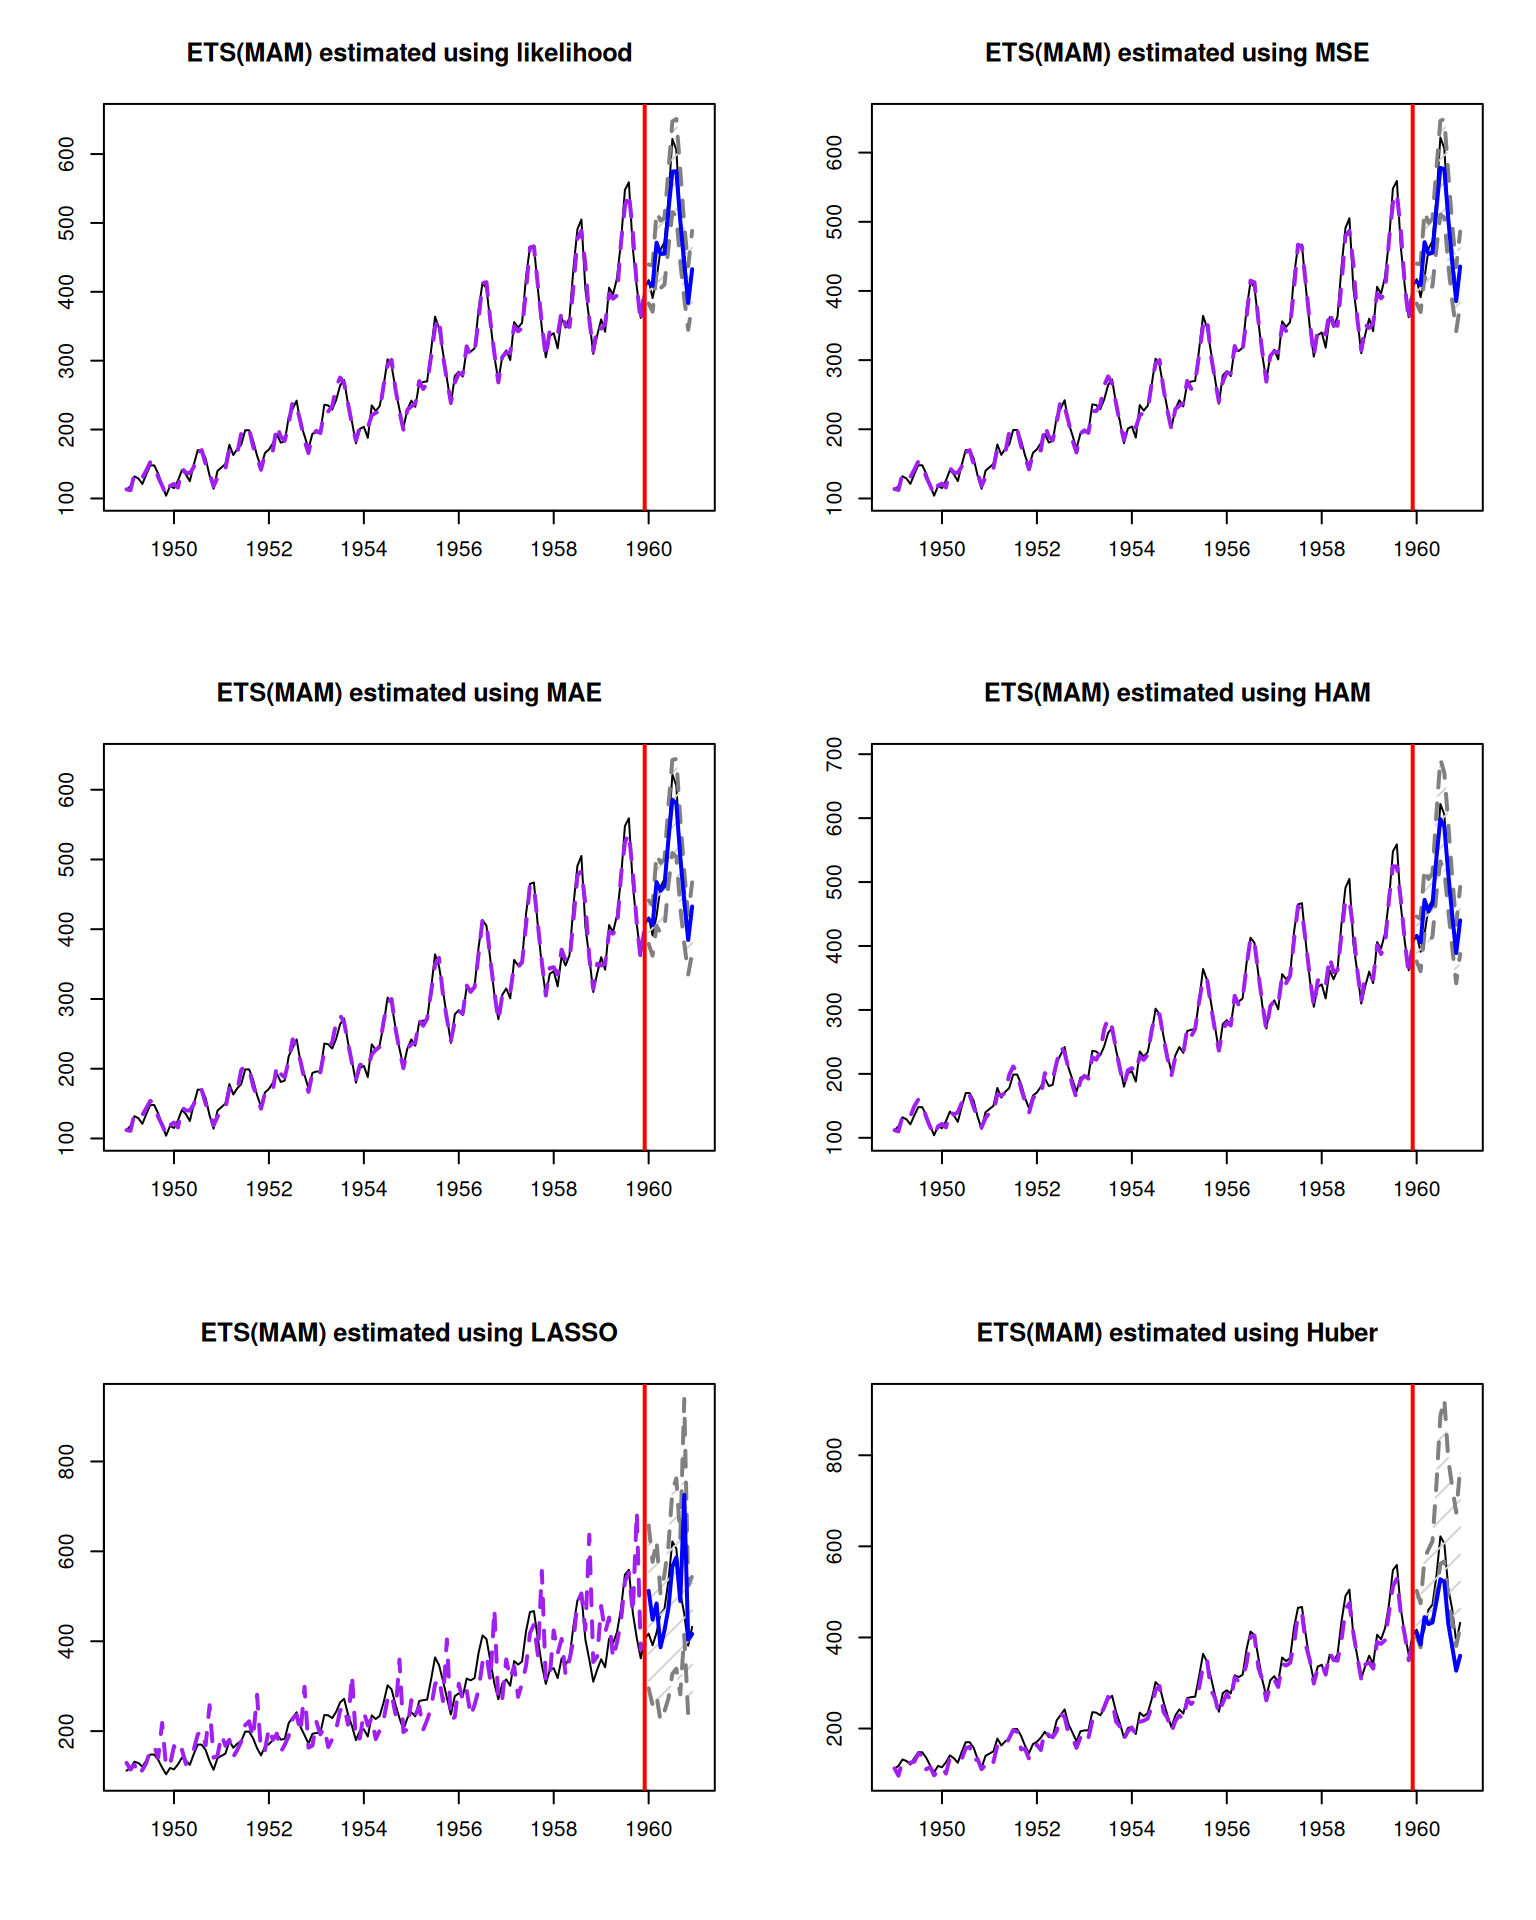 ETS(MAM) estimated using likelihood
100 200 300 400 500 600
1950 1952 1954 1956 1958 1960
ETS(MAM) estimated using MSE
100 200 300 400 500 600
1950 1952 1954 1956 1958 1960
ETS(MAM) estimated using MAE
100 200 300 400 500 600
1950 1952 1954 1956 1958 1960
ETS(MAM) estimated using HAM
100 200 300 400 500 600 700
1950 1952 1954 1956 1958 1960
ETS(MAM) estimated using LASSO
200 400 600 800
1950 1952 1954 1956 1958 1960
ETS(MAM) estimated using Huber
200 400 600 800
1950 1952 1954 1956 1958 1960